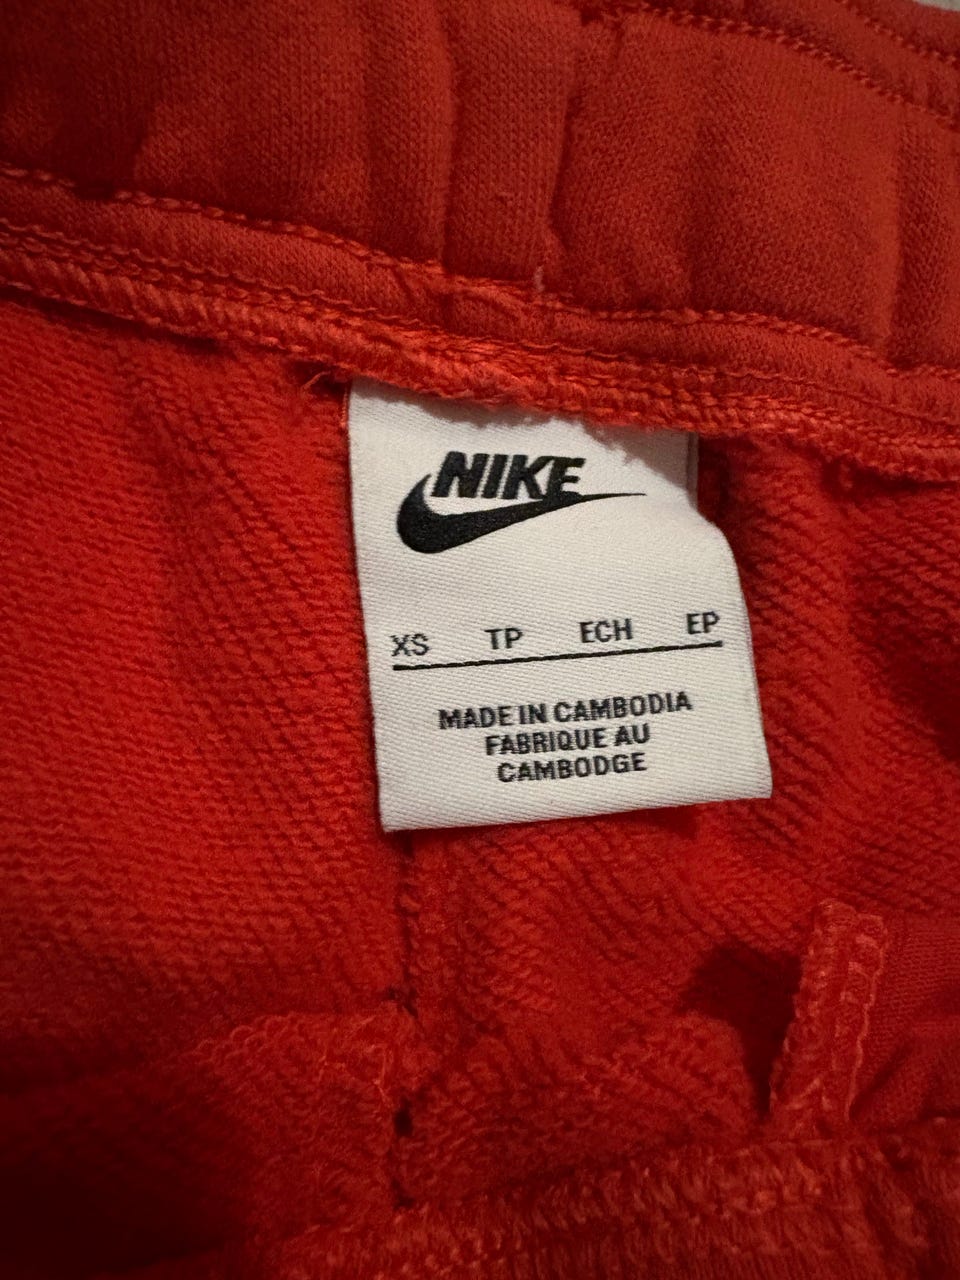 NIKE
XS TP ECH EP
MADE IN CAMBODIA
FABRIQUE AU
CAMBODGE